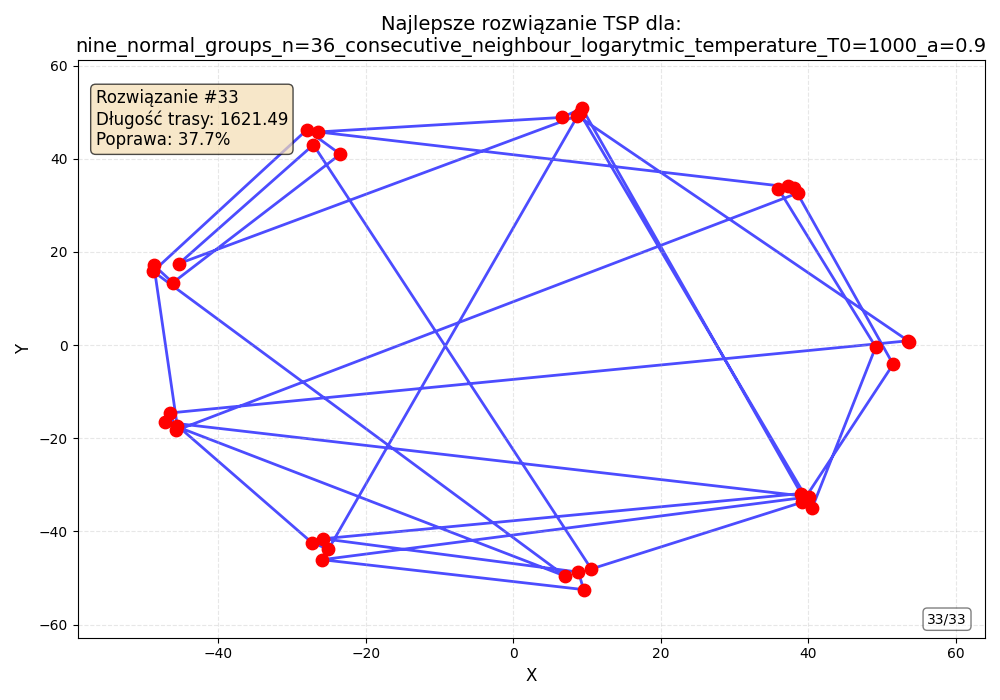 Najlepsze rozwiązanie TSP dla:
nine_normal_groups_n=36_consecutive_neighbour_logarytmic_temperature_T0=1000_a=0.9
Rozwiązanie #33
Długość trasy: 1621.49
Poprawa: 37.7%
60
40
20
0
−20
−40
−60
Y
33/33
−40
−20
0
20
40
60
X